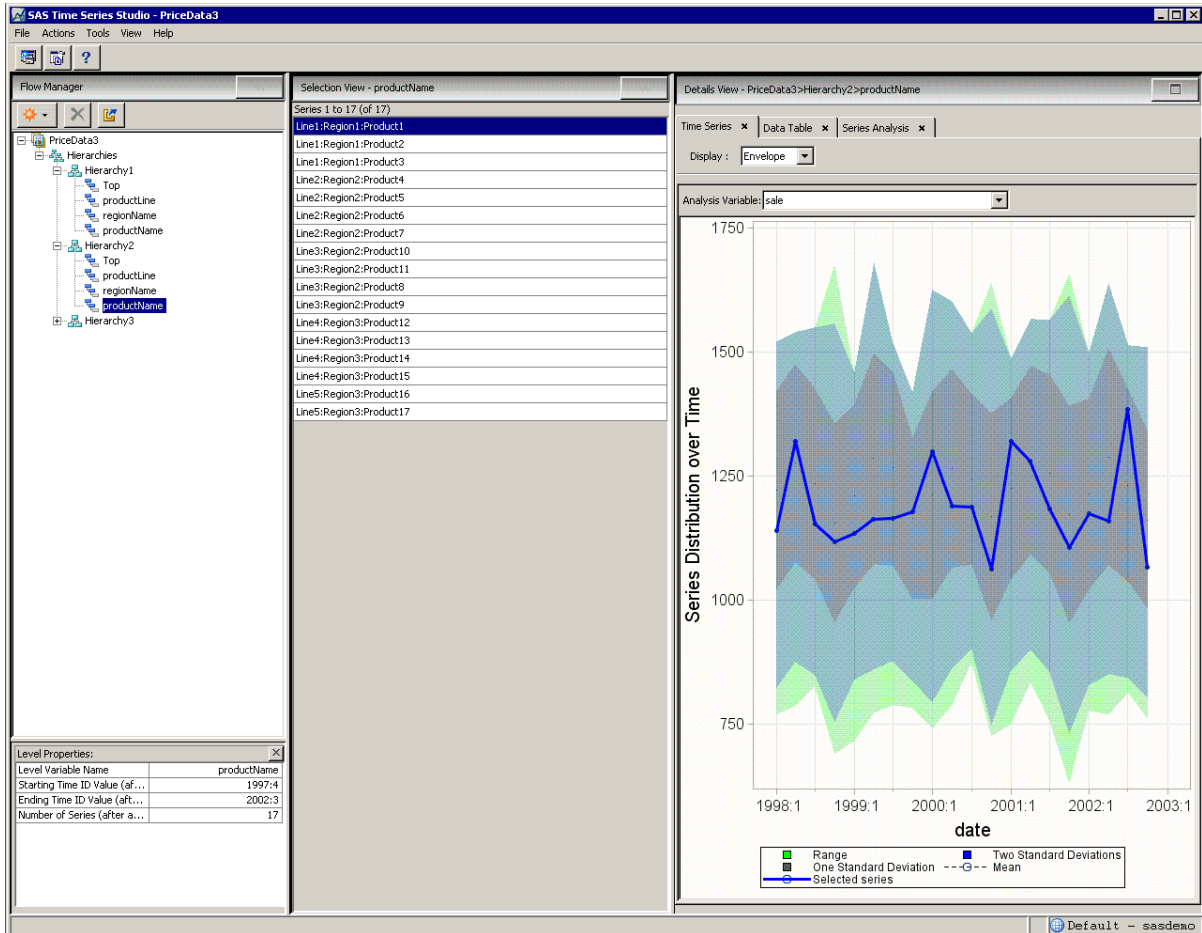 SAS Time Series Studio - PriceData3
File Actions Tools View Help
?
Flow Manager
PriceData3
Hierarchies
Hierarchy1
Top
productLine
regionName
productName
Hierarchy2
Top
productLine
regionName
productName
Hierarchy3
Level Properties:
Level Variable Name productName
Starting Time ID Value (af... 1997:4
Ending Time ID Value (aft... 2002:3
Number of Series (after a... 17
Selection View - productName
Series 1 to 17 (of 17)
Line1:Region1:Product1
Line1:Region1:Product2
Line1:Region1:Product3
Line2:Region2:Product4
Line2:Region2:Product5
Line2:Region2:Product6
Line2:Region2:Product7
Line3:Region2:Product10
Line3:Region2:Product11
Line3:Region2:Product8
Line3:Region2:Product9
Line4:Region3:Product12
Line4:Region3:Product13
Line4:Region3:Product14
Line4:Region3:Product15
Line5:Region3:Product16
Line5:Region3:Product17
Details View - PriceData3>Hierarchy2>productName
Time Series Data Table Series Analysis
Display : Envelope
Analysis Variable: sale
Series Distribution over Time
1750
1500
1250
1000
750
1998:1 1999:1 2000:1 2001:1 2002:1 2003:1
date
Range Two Standard Deviations
One Standard Deviation Mean
Selected series
Default - sasdemo